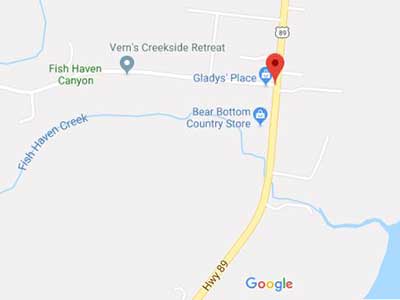 89
Vern's Creekside Retreat
Fish Haven
Canyon
Gladys' Place
Bear Bottom
Country Store
Fish Haven Creek
Hwy 89
Google